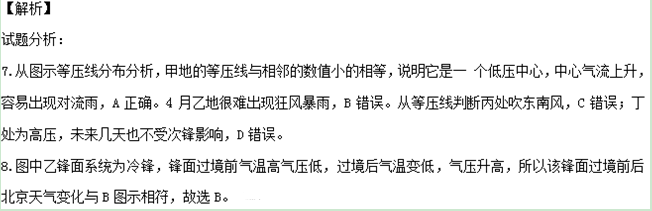 【解析】
试题分析：
7.从图示等压线分布分析，甲地的等压线与相邻的数值小的相等，说明它是一 个低压中心，中心气流上升，
容易出现对流雨，A 正确。4 月乙地很难出现狂风暴雨，B 错误。从等压线判断丙处吹东南风，C 错误；丁
处为高压，未来几天也不受次锋影响，D 错误。
8.图中乙锋面系统为冷锋，锋面过境前气温高气压低，过境后气温变低，气压升高，所以该锋面过境前后
北京天气变化与 B 图示相符，故选 B。